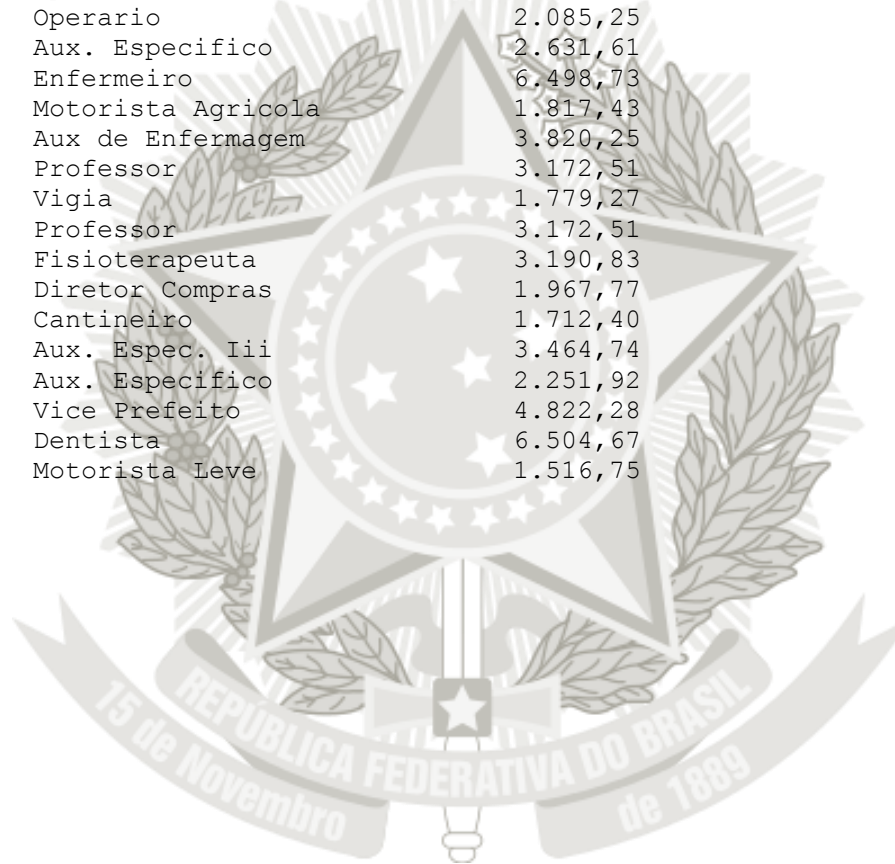 Operario 2.085,25
Aux. Especifico 2.631,61
Enfermeiro 6.498,73
Motorista Agricola 1.817,43
Aux de Enfermagem 3.820,25
Professor 3.172,51
Vigia 1.779,27
Professor 3.172,51
Fisioterapeuta 3.190,83
Diretor Compras 1.967,77
Cantineiro 1.712,40
Aux. Espec. Iii 3.464,74
Aux. Especifico 2.251,92
Vice Prefeito 4.822,28
Dentista 6.504,67
Motorista Leve 1.516,75
REPÚBLICA FEDERATIVA DO BRASIL
15 de Novembro de 1889